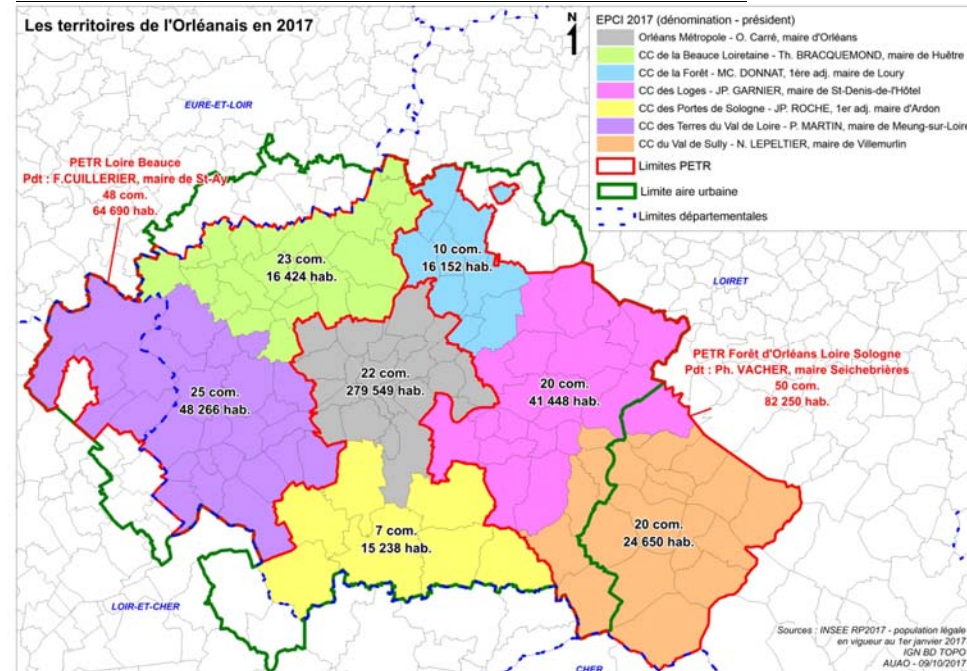 Les territoires de l'Orléanais en 2017
N
EPCI 2017 (dénomination - président)
Orléans Métropole - O. Carré, maire d'Orléans
CC de la Beauce Loiretaine - Th. BRACQUEMOND, maire de Huêtre
CC de la Forêt - MC. DONNAT, 1ère adj. maire de Loury
CC des Loges - JP. GARNIER, maire de St-Denis-de-l'Hôtel
CC des Portes de Sologne - JP. ROCHE, 1er adj. maire d'Ardon
CC des Terres du Val de Loire - P. MARTIN, maire de Meung-sur-Loire
CC du Val de Sully - N. LEPELTIER, maire de Villemurlin
Limites PETR
Limite aire urbaine
Limites départementales
EURE-ET-LOIR
PETR Loire Beauce
Pdt : F.CUILLERIER, maire de St-Ay
48 com.
64 690 hab.
23 com.
16 424 hab.
10 com.
16 152 hab.
LOIRET
22 com.
279 549 hab.
20 com.
41 448 hab.
PETR Forêt d'Orléans Loire Sologne
Pdt : Ph. VACHER, maire Seichebrières
50 com.
82 250 hab.
25 com.
48 266 hab.
7 com.
15 238 hab.
20 com.
24 650 hab.
LOIR-ET-CHER
CHER
Sources : INSEE RP2017 - population légale
en vigueur au 1er janvier 2017
IGN BD TOPO
AUAO - 09/10/2017